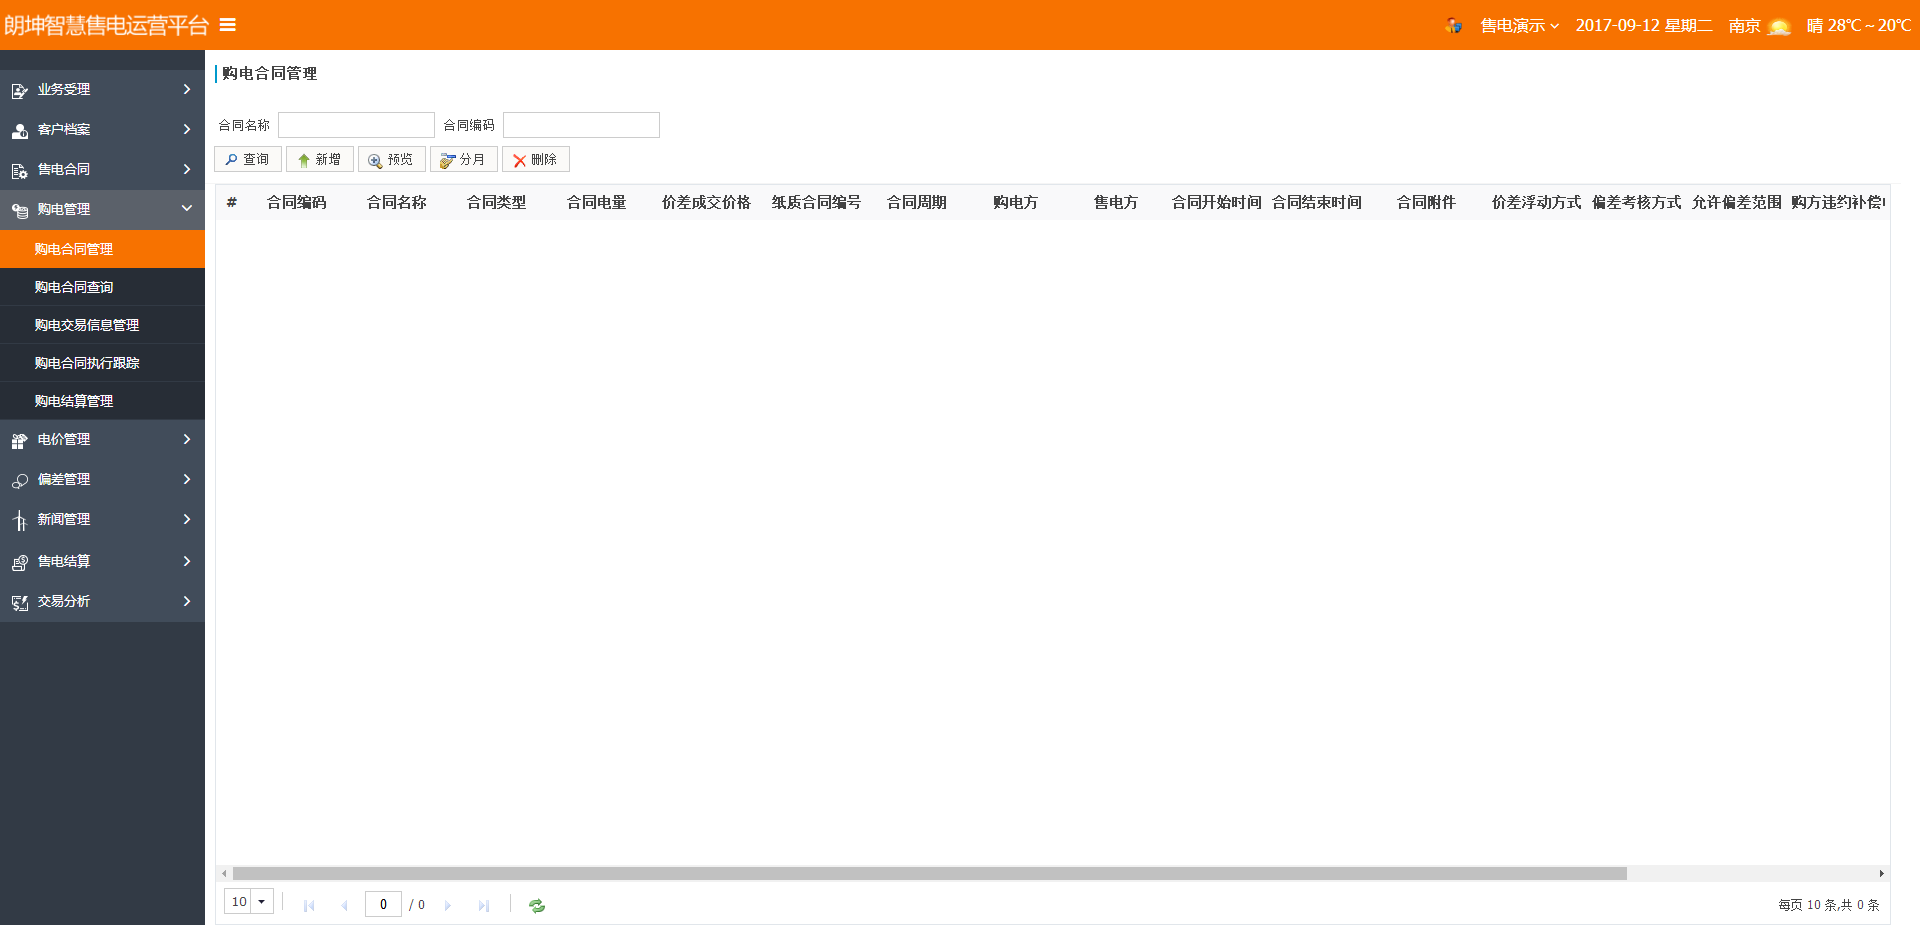 朗坤智慧售电运营平台
售电演示 2017-09-12 星期二 南京 晴 28℃～20℃
业务受理
客户档案
售电合同
购电管理
购电合同管理
购电合同查询
购电交易信息管理
购电合同执行跟踪
购电结算管理
电价管理
偏差管理
新闻管理
售电结算
交易分析
购电合同管理
合同名称 合同编码
查询 新增 预览 分月 删除
# 合同编码 合同名称 合同类型 合同电量 价差成交价格 纸质合同编号 合同周期 购电方 售电方 合同开始时间 合同结束时间 合同附件 价差浮动方式 偏差考核方式 允许偏差范围 购方违约补偿
10 0 / 0
每页 10 条,共 0 条